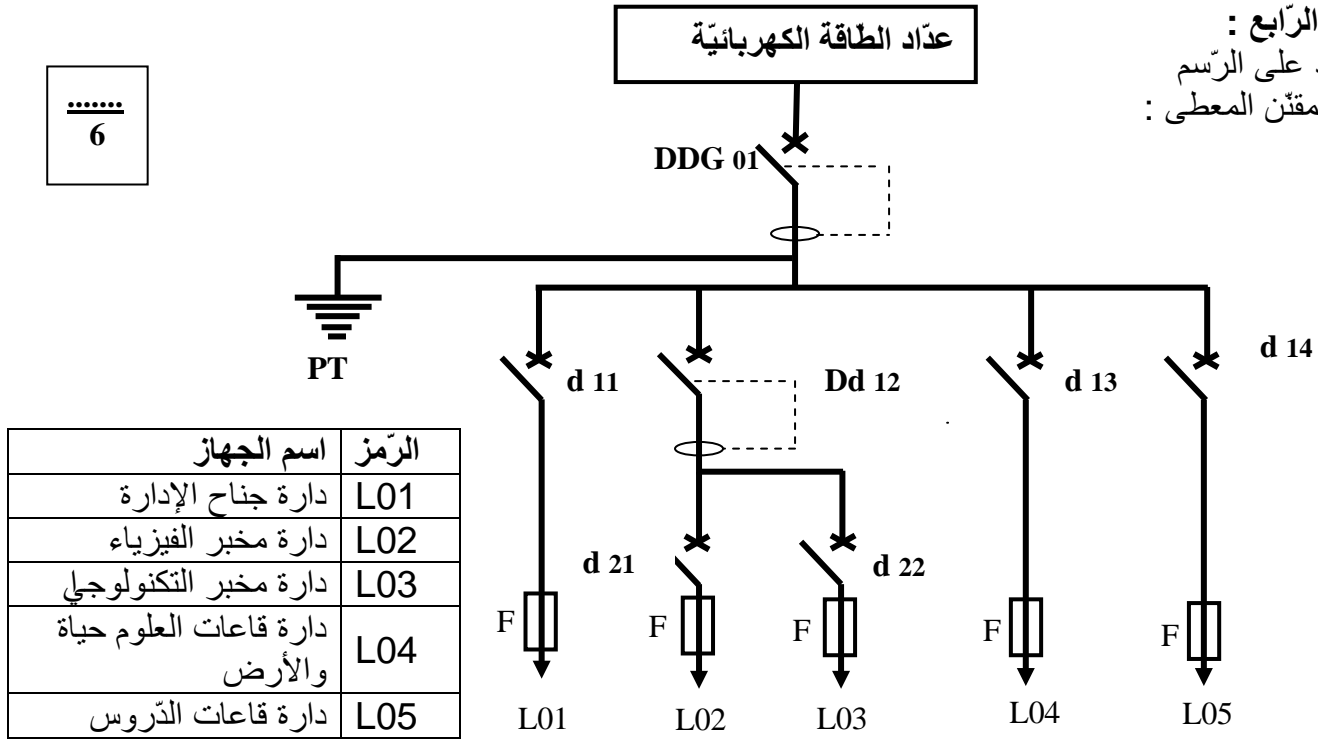 الرّابع :
على الرّسم
مقنّن المعطى :
عدّاد الطّاقة الكهربائيّة
.......
6
DDG 01
PT
d 11
Dd 12
d 13
d 14
d 21
d 22
F
F
F
F
F
L01
L02
L03
L04
L05
الرّمز اسم الجهاز
L01 دارة جناح الإدارة
L02 دارة مخبر الفيزياء
L03 دارة مخبر التكنولوجيا
L04 دارة قاعات العلوم حياة
والأرض
L05 دارة قاعات الدّروس